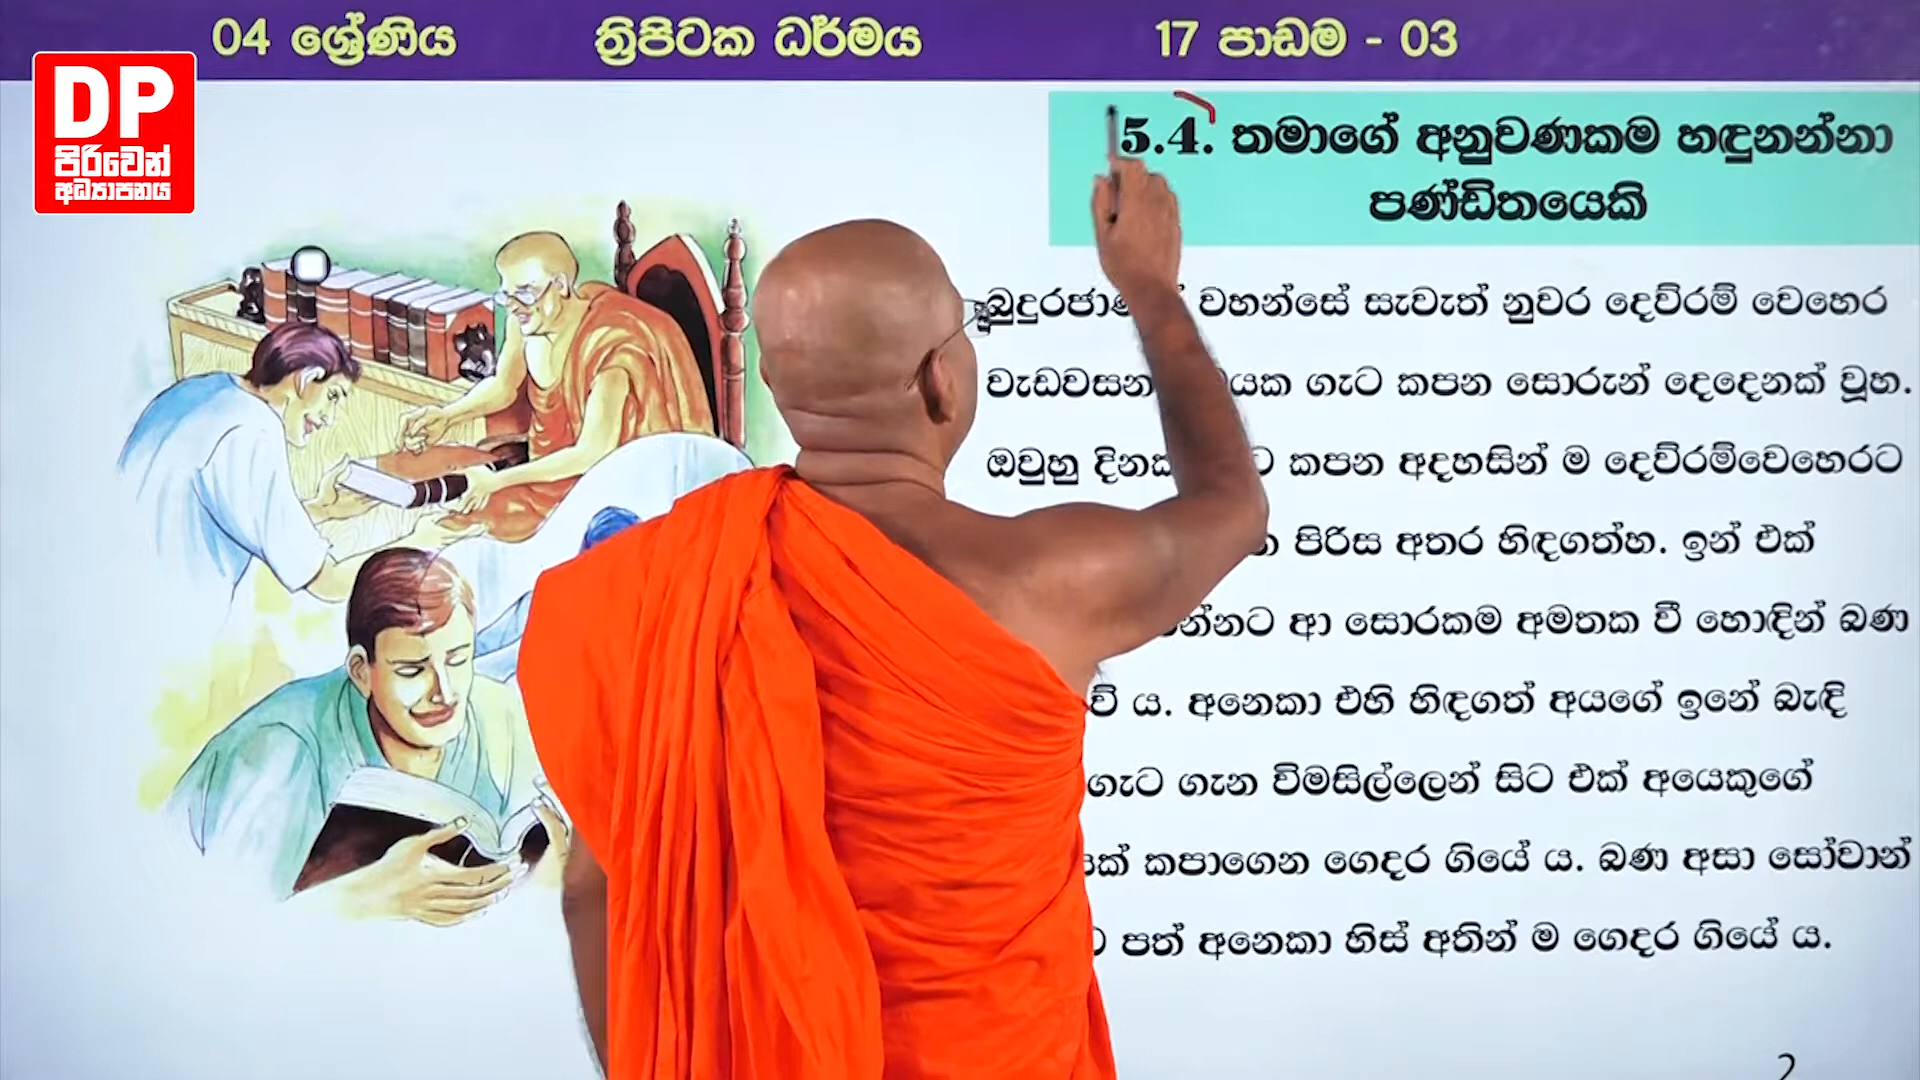 04 ශ්‍රේණිය ත්‍රිපිටක ධර්මය 17 පාඩම - 03
DP
පිරිවෙන්
අධ්‍යාපනය
5.4. තමාගේ අනුවණකම හඳුනන්නා
පණ්ඩිතයෙකි
වහන්සේ සැවැත් නුවර දෙව්රම් වෙහෙර
වැඩවසන ගැට කපන සොරුන් දෙදෙනක් වූහ.
ඔවුහු කපන අදහසින් ම දෙව්රම්වෙහෙරට
පිරිස අතර හිඳගත්හ. ඉන් එක්
ආ සොරකම අමතක වී හොඳින් බණ
ය. අනෙකා එහි හිඳගත් අයගේ ඉනේ බැඳි
ගැට ගැන විමසිල්ලෙන් සිට එක් අයෙකුගේ
කපාගෙන ගෙදර ගියේ ය. බණ අසා සෝවාන්
පත් අනෙකා හිස් අතින් ම ගෙදර ගියේ ය.
2